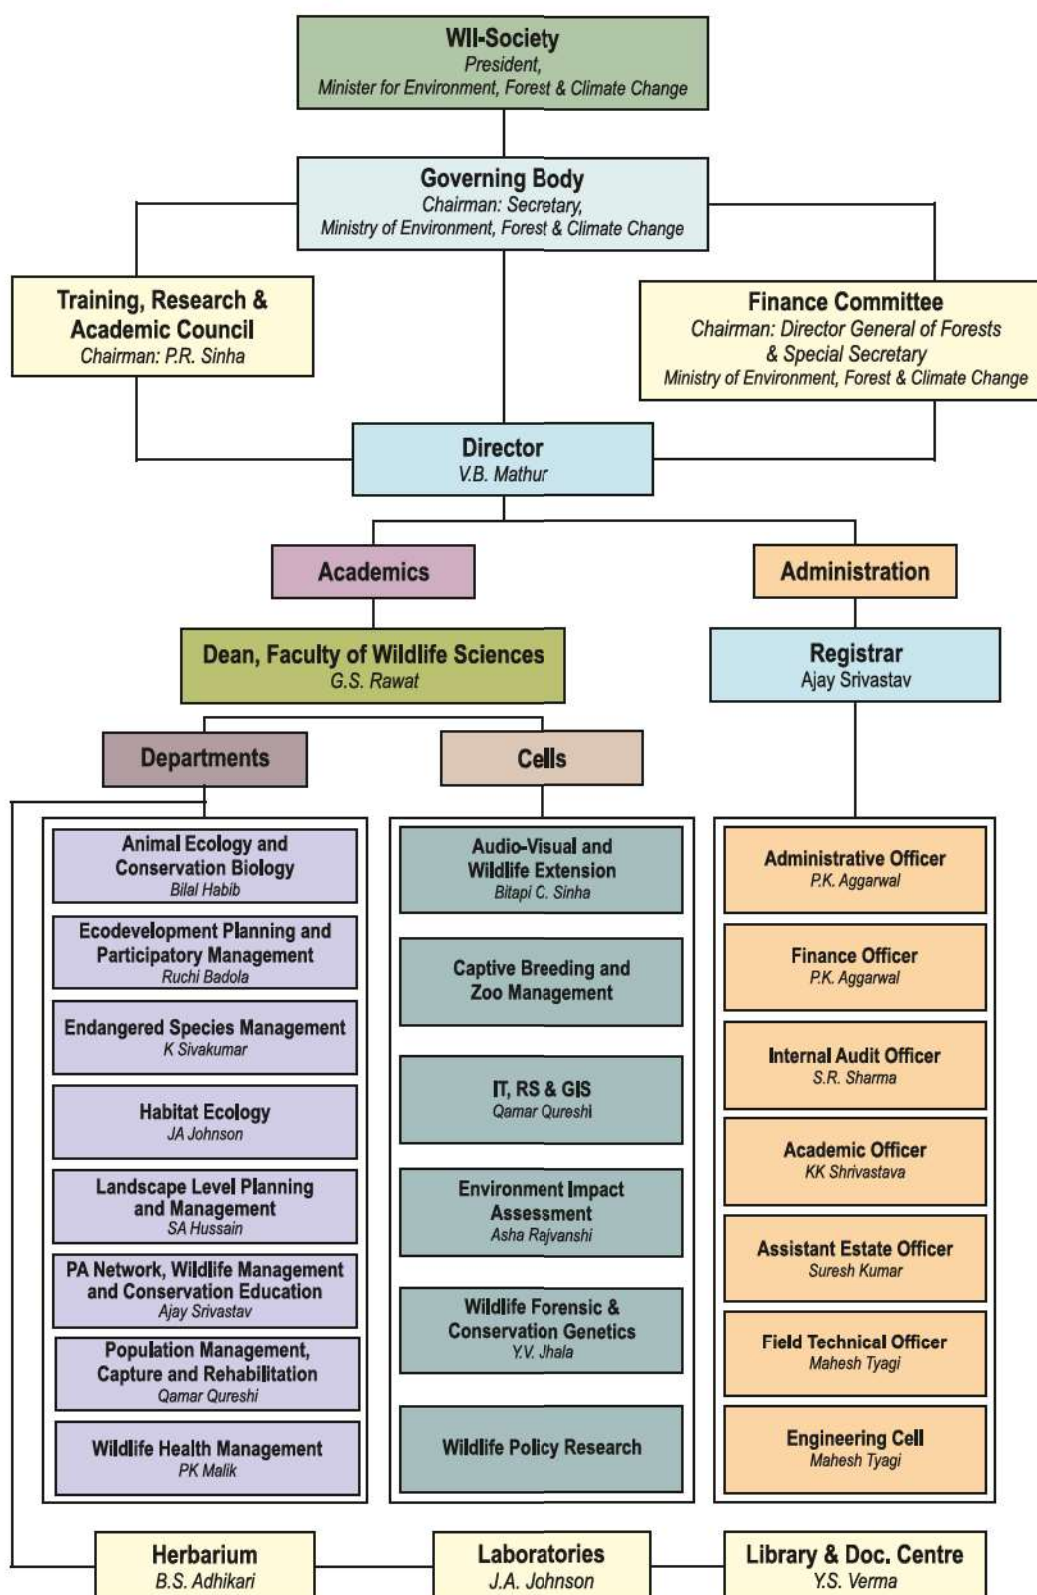 WII-Society
President,
Minister for Environment, Forest & Climate Change
Governing Body
Chairman: Secretary,
Ministry of Environment, Forest & Climate Change
Training, Research &
Academic Council
Chairman: P.R. Sinha
Finance Committee
Chairman: Director General of Forests
& Special Secretary
Ministry of Environment, Forest & Climate Change
Director
V.B. Mathur
Academics
Administration
Dean, Faculty of Wildlife Sciences
G.S. Rawat
Registrar
Ajay Srivastav
Departments
Cells
Animal Ecology and
Conservation Biology
Bilal Habib
Ecodevelopment Planning and
Participatory Management
Ruchi Badola
Endangered Species Management
K Sivakumar
Habitat Ecology
JA Johnson
Landscape Level Planning
and Management
SA Hussain
PA Network, Wildlife Management
and Conservation Education
Ajay Srivastav
Population Management,
Capture and Rehabilitation
Qamar Qureshi
Wildlife Health Management
PK Malik
Audio-Visual and
Wildlife Extension
Bitapi C. Sinha
Captive Breeding and
Zoo Management
IT, RS & GIS
Qamar Qureshi
Environment Impact
Assessment
Asha Rajvanshi
Wildlife Forensic &
Conservation Genetics
Y.V. Jhala
Wildlife Policy Research
Administrative Officer
P.K. Aggarwal
Finance Officer
P.K. Aggarwal
Internal Audit Officer
S.R. Sharma
Academic Officer
KK Shrivastava
Assistant Estate Officer
Suresh Kumar
Field Technical Officer
Mahesh Tyagi
Engineering Cell
Mahesh Tyagi
Herbarium
B.S. Adhikari
Laboratories
J.A. Johnson
Library & Doc. Centre
Y.S. Verma